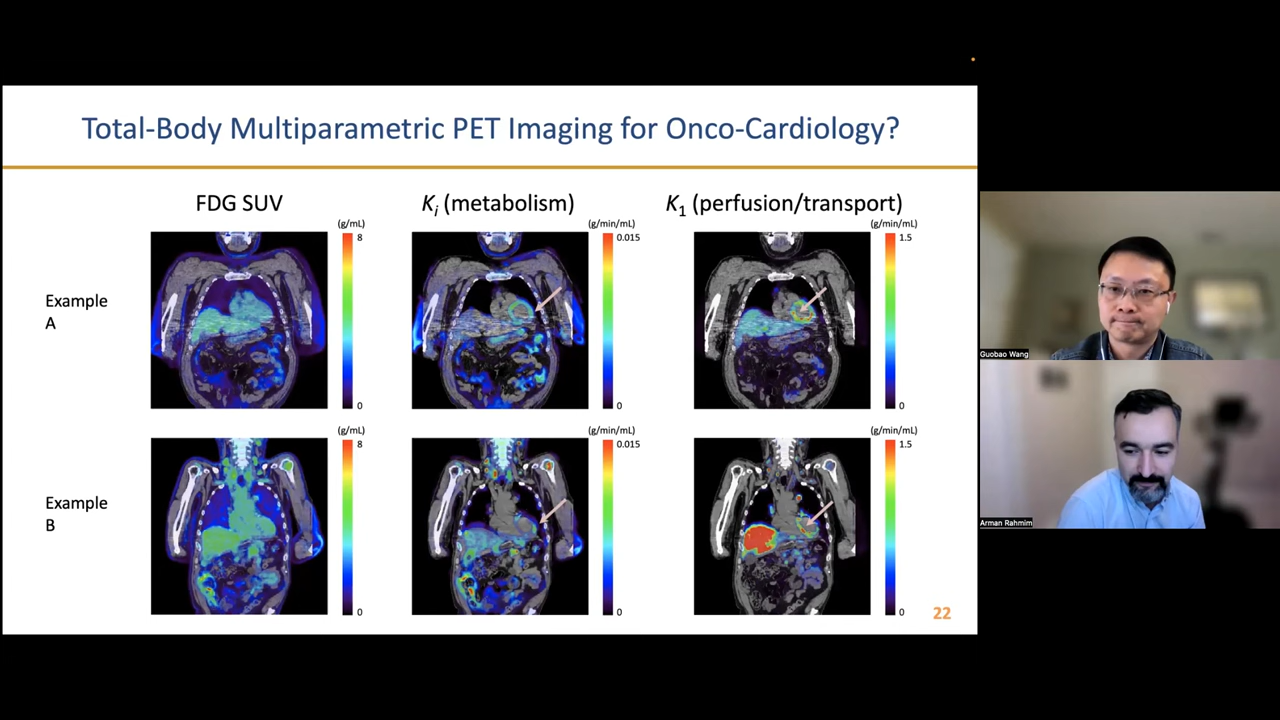 Total-Body Multiparametric PET Imaging for Onco-Cardiology?
FDG SUV
Ki (metabolism)
K1 (perfusion/transport)
(g/mL)
8
0
(g/min/mL)
0.015
0
(g/min/mL)
1.5
0
Example
A
(g/mL)
8
0
(g/min/mL)
0.015
0
(g/min/mL)
1.5
0
Example
B
22
Guobao Wang
Arman Rahmim